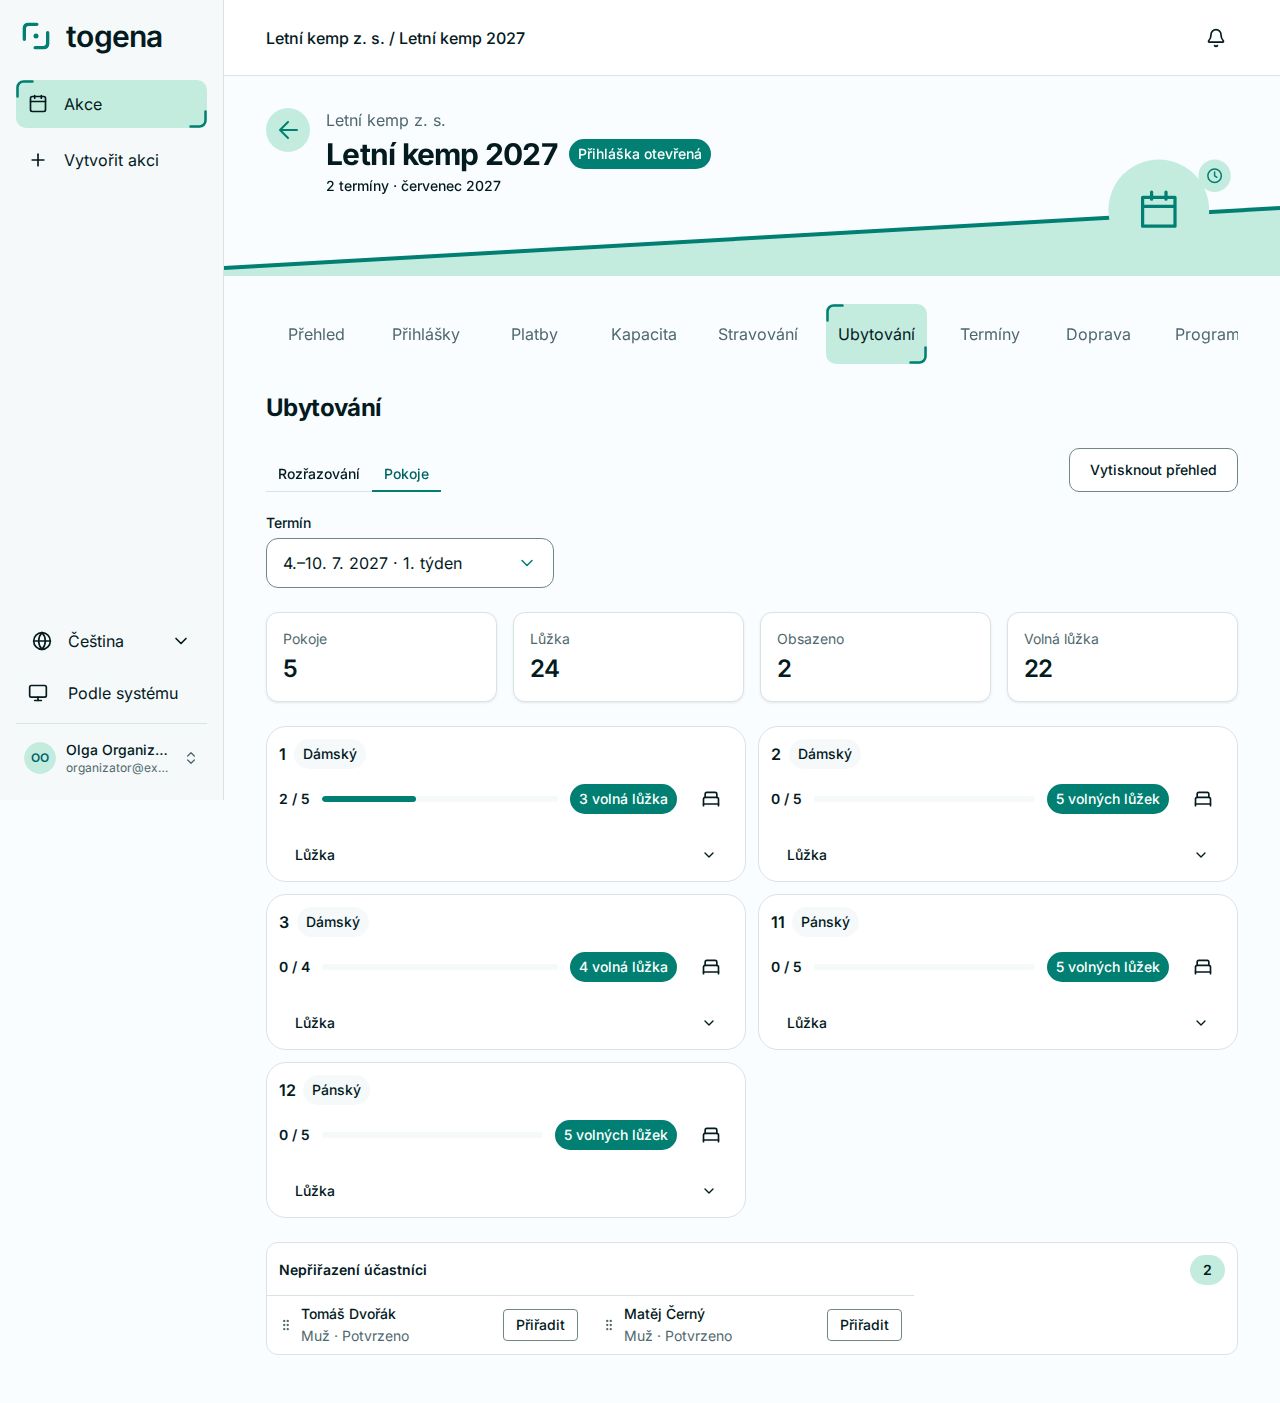 togena
Akce
Vytvořit akci
Čeština
Podle systému
OO
Olga Organiz...
organizator@ex...
Letní kemp z. s. / Letní kemp 2027
Letní kemp z. s.
Letní kemp 2027 Přihláška otevřená
2 termíny · červenec 2027
Přehled Přihlášky Platby Kapacita Stravování Ubytování Termíny Doprava Program
Ubytování
Rozřazování Pokoje
Vytisknout přehled
Termín
4.–10. 7. 2027 · 1. týden
Pokoje Lůžka Obsazeno Volná lůžka
5 24 2 22
1 Dámský
2 / 5 3 volná lůžka
Lůžka
2 Dámský
0 / 5 5 volných lůžek
Lůžka
3 Dámský
0 / 4 4 volná lůžka
Lůžka
11 Pánský
0 / 5 5 volných lůžek
Lůžka
12 Pánský
0 / 5 5 volných lůžek
Lůžka
Nepřiřazení účastníci 2
Tomáš Dvořák
Muž · Potvrzeno
Přiřadit
Matěj Černý
Muž · Potvrzeno
Přiřadit